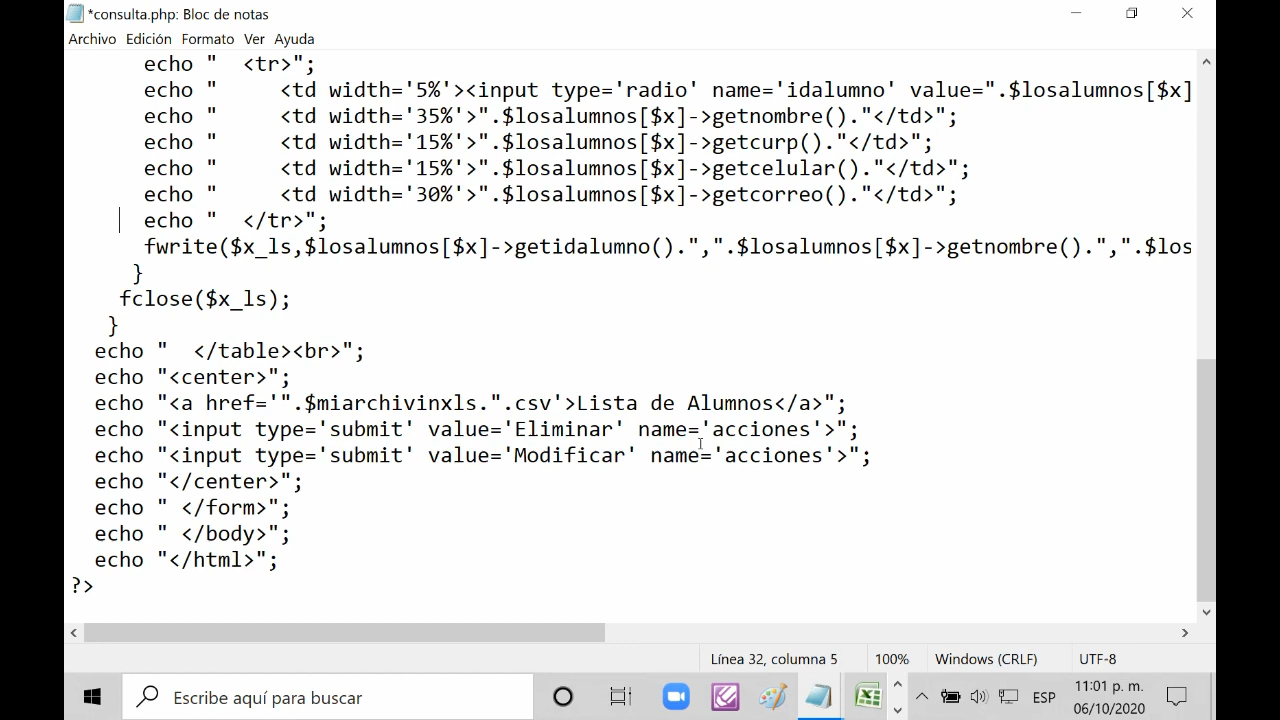 *consulta.php: Bloc de notas
Archivo Edición Formato Ver Ayuda
echo "  <tr>";
echo "     <td width='5%'><input type='radio' name='idalumno' value=".$losalumnos[$x]
echo "     <td width='35%'>".$losalumnos[$x]->getnombre()."</td>";
echo "     <td width='15%'>".$losalumnos[$x]->getcurp()."</td>";
echo "     <td width='15%'>".$losalumnos[$x]->getcelular()."</td>";
echo "     <td width='30%'>".$losalumnos[$x]->getcorreo()."</td>";
echo "  </tr>";
fwrite($x_ls,$losalumnos[$x]->getidalumno().",".$losalumnos[$x]->getnombre().",".$los
}
fclose($x_ls);
}
echo "  </table><br>";
echo "<center>";
echo "<a href='".$miarchivinxls.".csv'>Lista de Alumnos</a>";
echo "<input type='submit' value='Eliminar' name='acciones'>";
echo "<input type='submit' value='Modificar' name='acciones'>";
echo "</center>";
echo " </form>";
echo " </body>";
echo "</html>";
?>
Línea 32, columna 5 100% Windows (CRLF) UTF-8
Escribe aquí para buscar
ESP
11:01 p. m.
06/10/2020